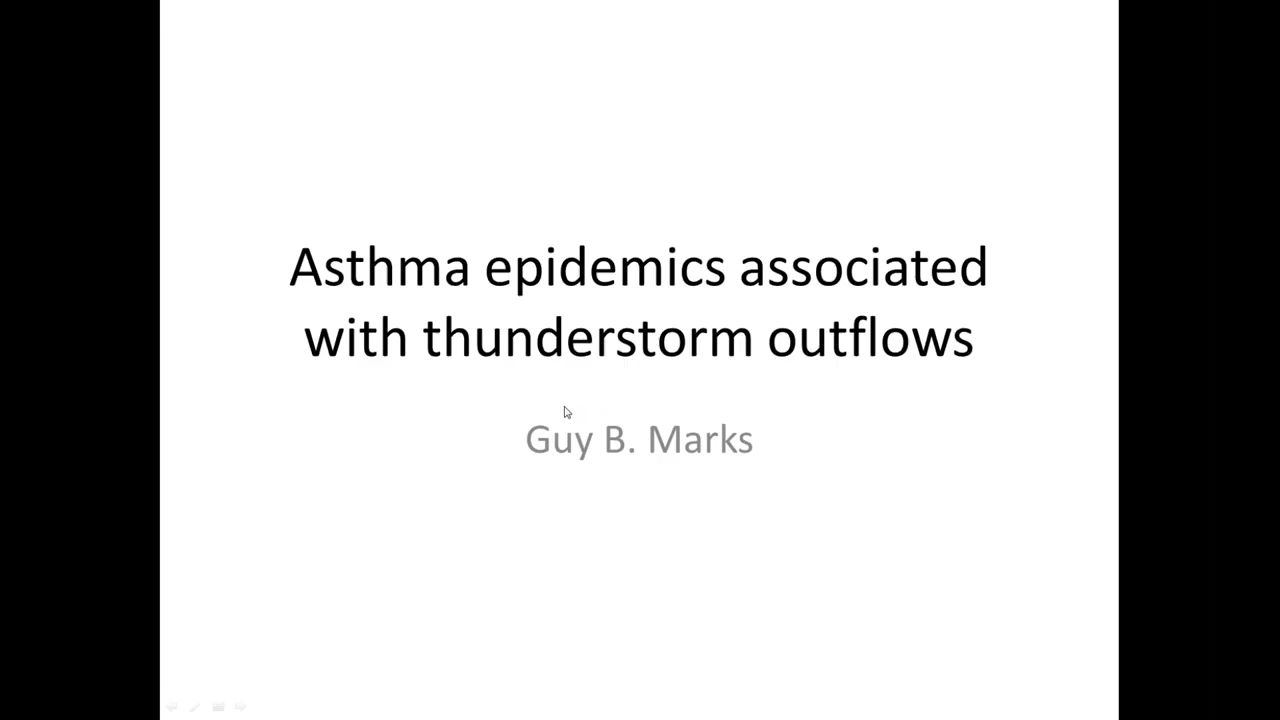 Asthma epidemics associated
with thunderstorm outflows
Guy B. Marks